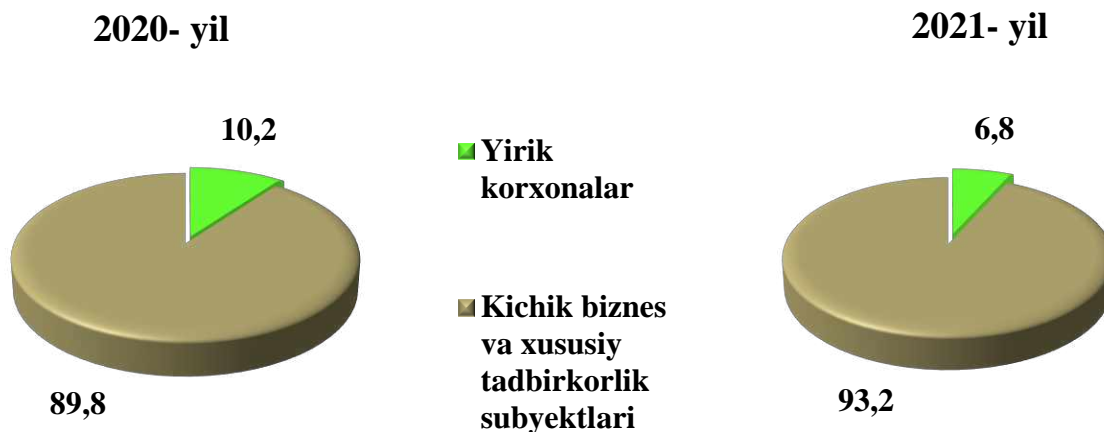 2020- yil
10,2
89,8
Yirik
korxonalar
Kichik biznes
va xususiy
tadbirkorlik
subyektlari
2021- yil
6,8
93,2